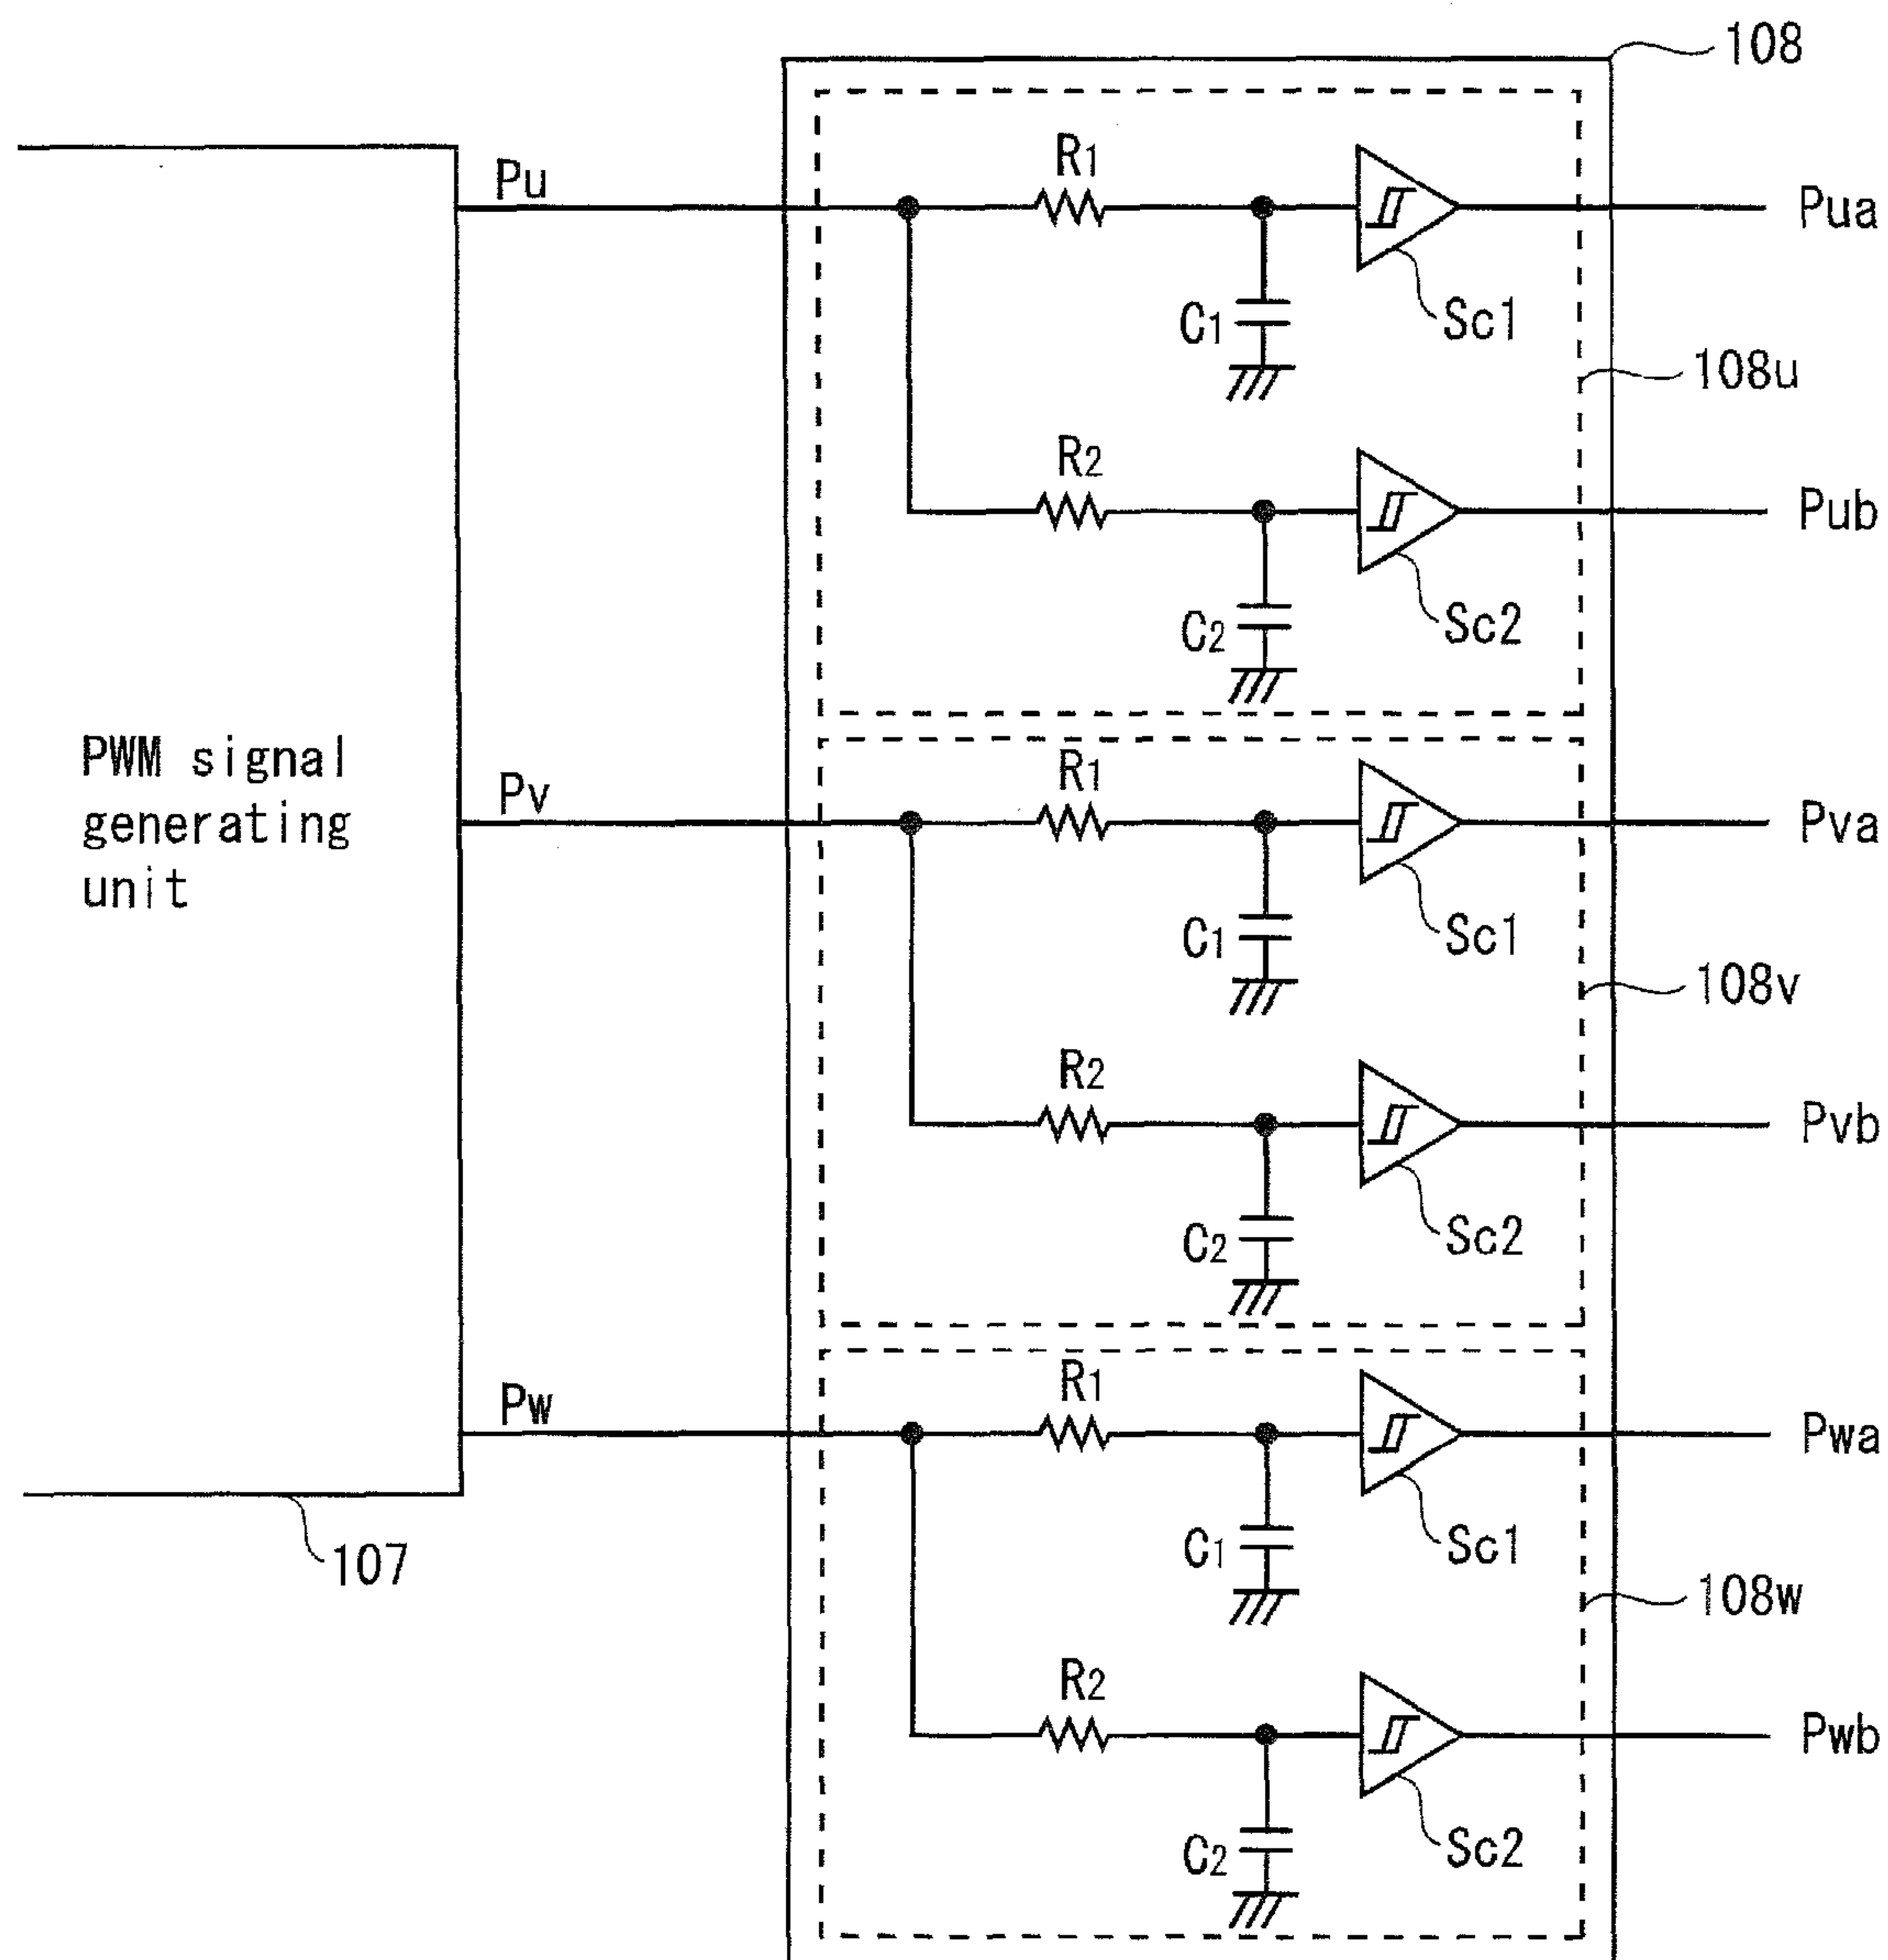 108
Pu
R1
Pua
C1
Sc1
108u
R2
Pub
C2
Sc2
PWM signal
generating
unit
Pv
R1
Pva
C1
Sc1
108v
R2
Pvb
C2
Sc2
Pw
R1
Pwa
C1
Sc1
107
108w
R2
Pwb
C2
Sc2